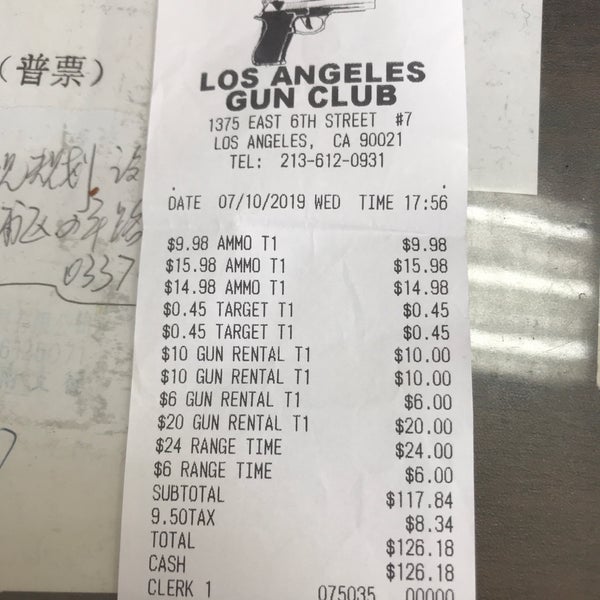 （普票）
0337
LOS ANGELES
GUN CLUB
1375 EAST 6TH STREET #7
LOS ANGELES, CA 90021
TEL: 213-612-0931
DATE 07/10/2019 WED TIME 17:56
$9.98 AMMO T1 $9.98
$15.98 AMMO T1 $15.98
$14.98 AMMO T1 $14.98
$0.45 TARGET T1 $0.45
$0.45 TARGET T1 $0.45
$10 GUN RENTAL T1 $10.00
$10 GUN RENTAL T1 $10.00
$6 GUN RENTAL T1 $6.00
$20 GUN RENTAL T1 $20.00
$24 RANGE TIME $24.00
$6 RANGE TIME $6.00
SUBTOTAL $117.84
9.50TAX $8.34
TOTAL $126.18
CASH $126.18
CLERK 1 075035 00000